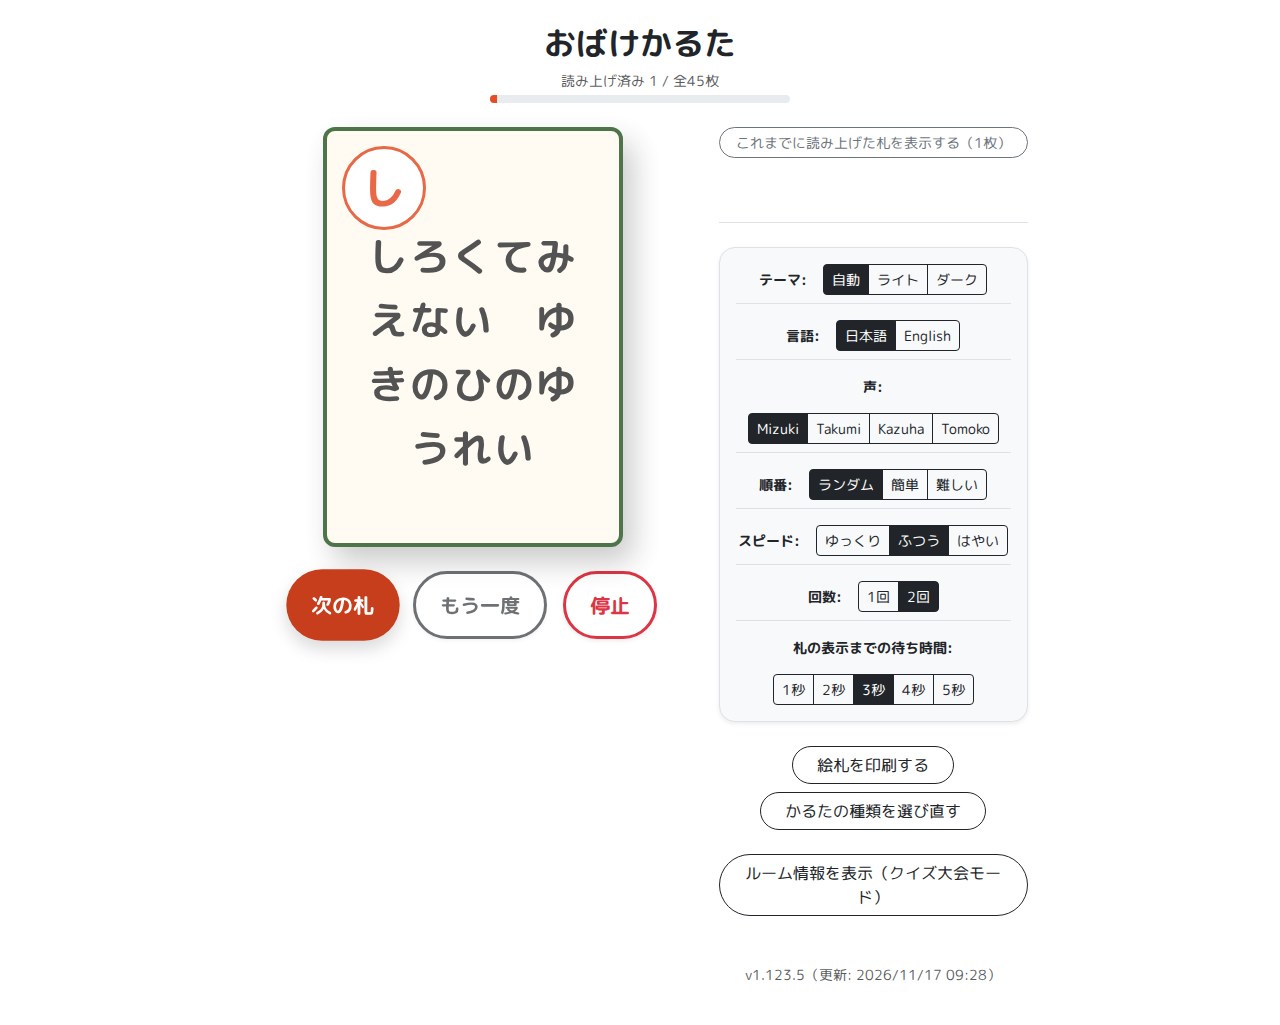 おばけかるた
読み上げ済み 1 / 全45枚
し
しろくてみ
えない　ゆ
きのひのゆ
うれい
次の札
もう一度
停止
これまでに読み上げた札を表示する（1枚）
テーマ: 自動 ライト ダーク
言語: 日本語 English
声:
Mizuki Takumi Kazuha Tomoko
順番: ランダム 簡単 難しい
スピード: ゆっくり ふつう はやい
回数: 1回 2回
札の表示までの待ち時間:
1秒 2秒 3秒 4秒 5秒
絵札を印刷する
かるたの種類を選び直す
ルーム情報を表示（クイズ大会モー
ド）
v1.123.5（更新: 2026/11/17 09:28）